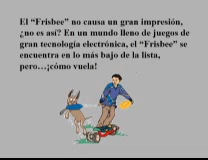 El “Frisbee” no causa un gran impresión,
¿no es así? En un mundo lleno de juegos de
gran tecnología electrónica, el “Frisbee” se
encuentra en lo más bajo de la lista,
pero…¡cómo vuela!